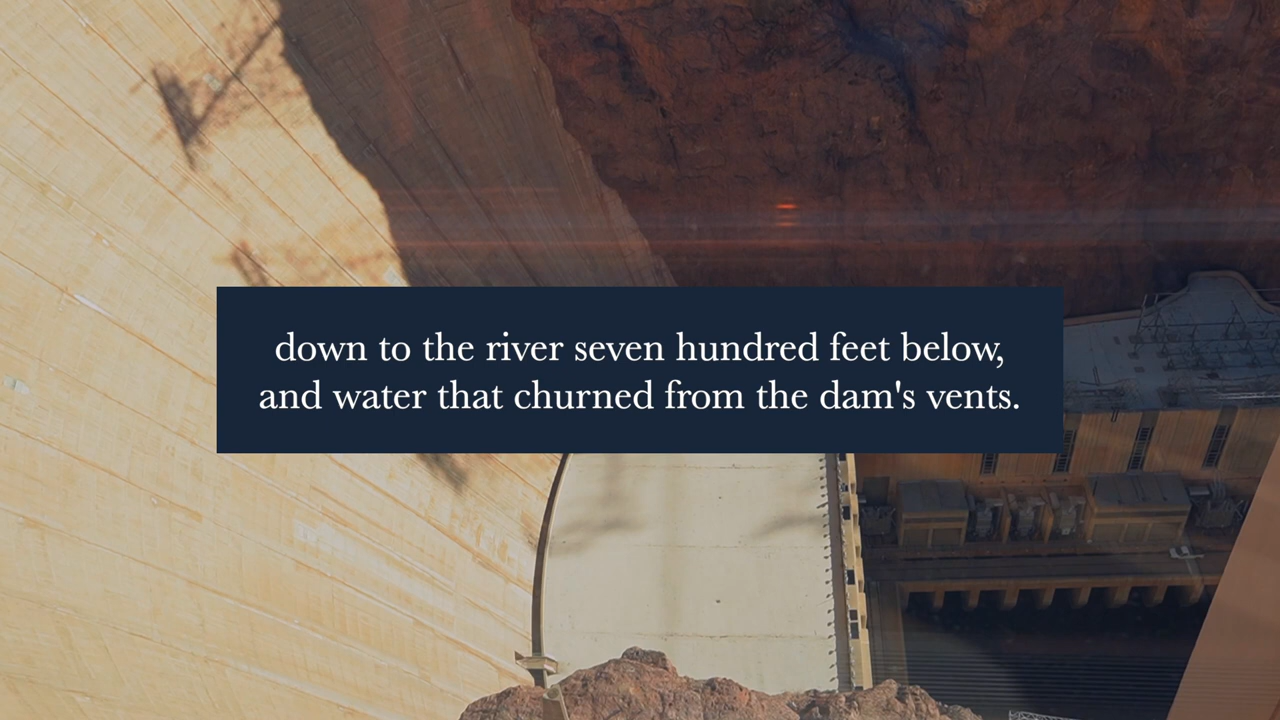 down to the river seven hundred feet below,
and water that churned from the dam's vents.